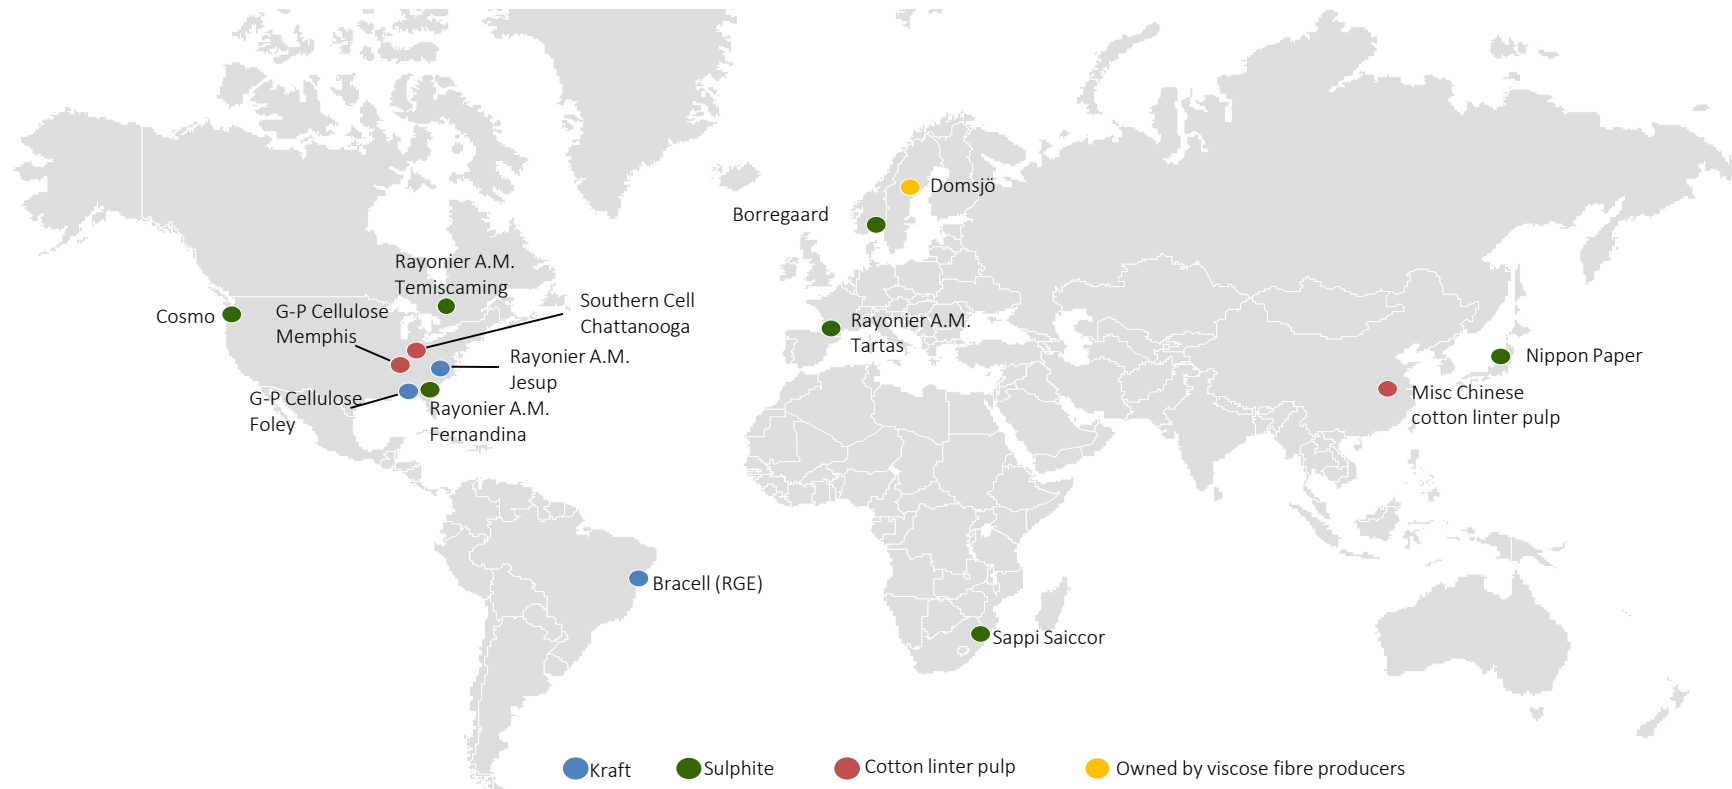 Domsjö
Borregaard
Rayonier A.M.
Temiscaming
Southern Cell
Chattanooga
Cosmo
G-P Cellulose
Memphis
Rayonier A.M.
Tartas
Rayonier A.M.
Jesup
Nippon Paper
Misc Chinese
cotton linter pulp
G-P Cellulose
Foley
Rayonier A.M.
Fernandina
Bracell (RGE)
Sappi Saiccor
Kraft
Sulphite
Cotton linter pulp
Owned by viscose fibre producers